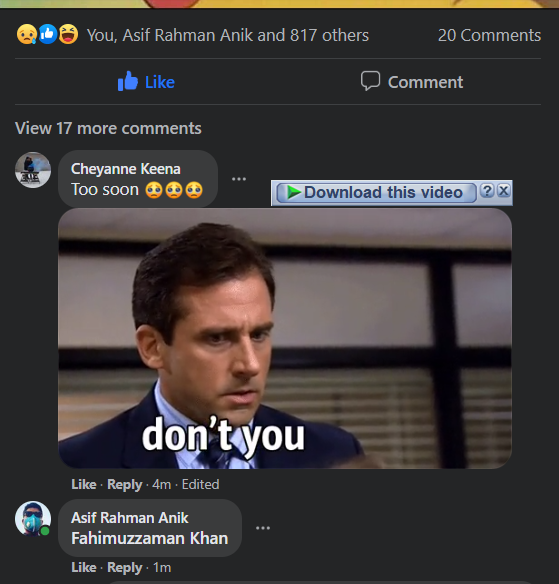 You, Asif Rahman Anik and 817 others 20 Comments
Like Comment
View 17 more comments
Cheyanne Keena
Too soon 🥺🥺🥺
Download this video ? X
don't you
Like · Reply · 4m · Edited
Asif Rahman Anik
Fahimuzzaman Khan
Like · Reply · 1m